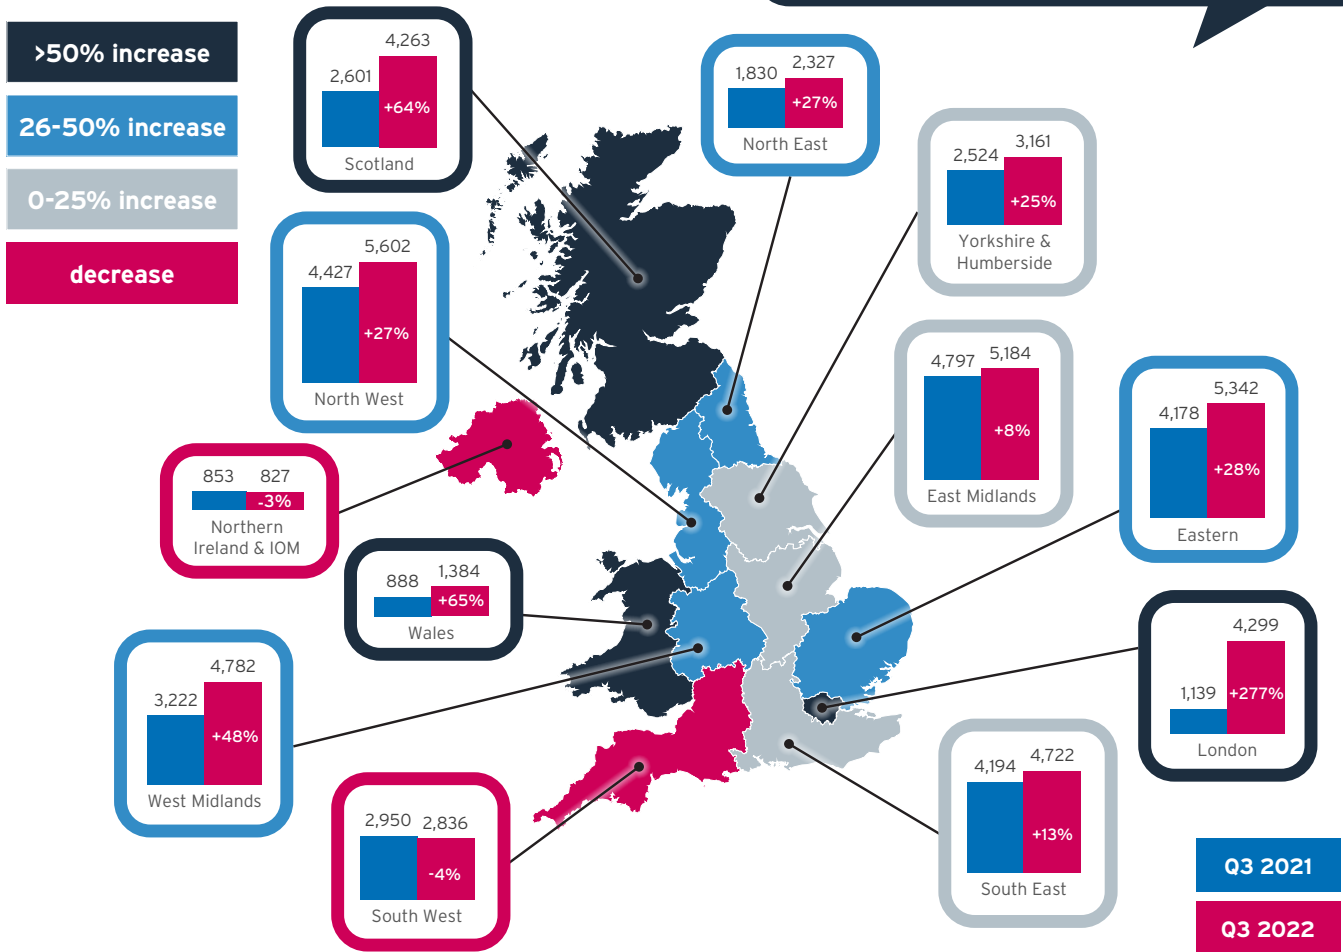 >50% increase
26-50% increase
0-25% increase
decrease
2,601
4,263
+64%
Scotland
1,830
2,327
+27%
North East
2,524
3,161
+25%
Yorkshire &
Humberside
4,427
5,602
+27%
North West
4,797
5,184
+8%
East Midlands
4,178
5,342
+28%
Eastern
853
827
-3%
Northern
Ireland & IOM
888
1,384
+65%
Wales
1,139
4,299
+277%
London
3,222
4,782
+48%
West Midlands
2,950
2,836
-4%
South West
4,194
4,722
+13%
South East
Q3 2021
Q3 2022